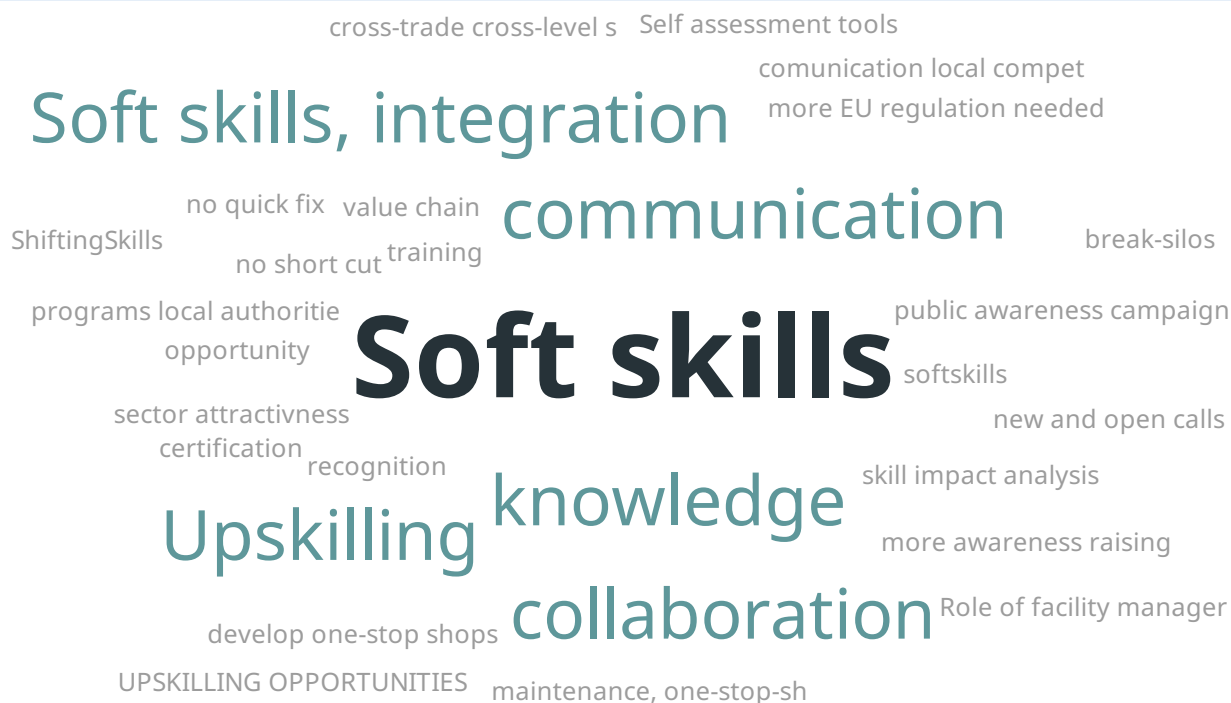 cross-trade cross-level s
Self assessment tools
comunication local compet
Soft skills, integration
more EU regulation needed
no quick fix
value chain
communication
ShiftingSkills
no short cut
training
break-silos
programs local authoritie
Soft skills
public awareness campaign
opportunity
softskills
sector attractivness
new and open calls
certification
recognition
knowledge
skill impact analysis
Upskilling
more awareness raising
collaboration
Role of facility manager
develop one-stop shops
UPSKILLING OPPORTUNITIES
maintenance, one-stop-sh